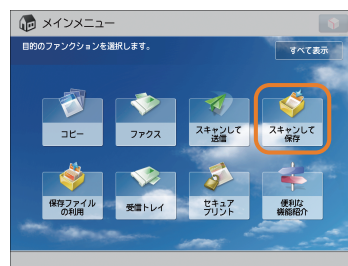 メインメニュー
目的のファンクションを選択します。
すべて表示
コピー
ファクス
スキャンして
送信
スキャンして
保存
保存ファイル
の利用
受信トレイ
セキュア
プリント
便利な
機能紹介